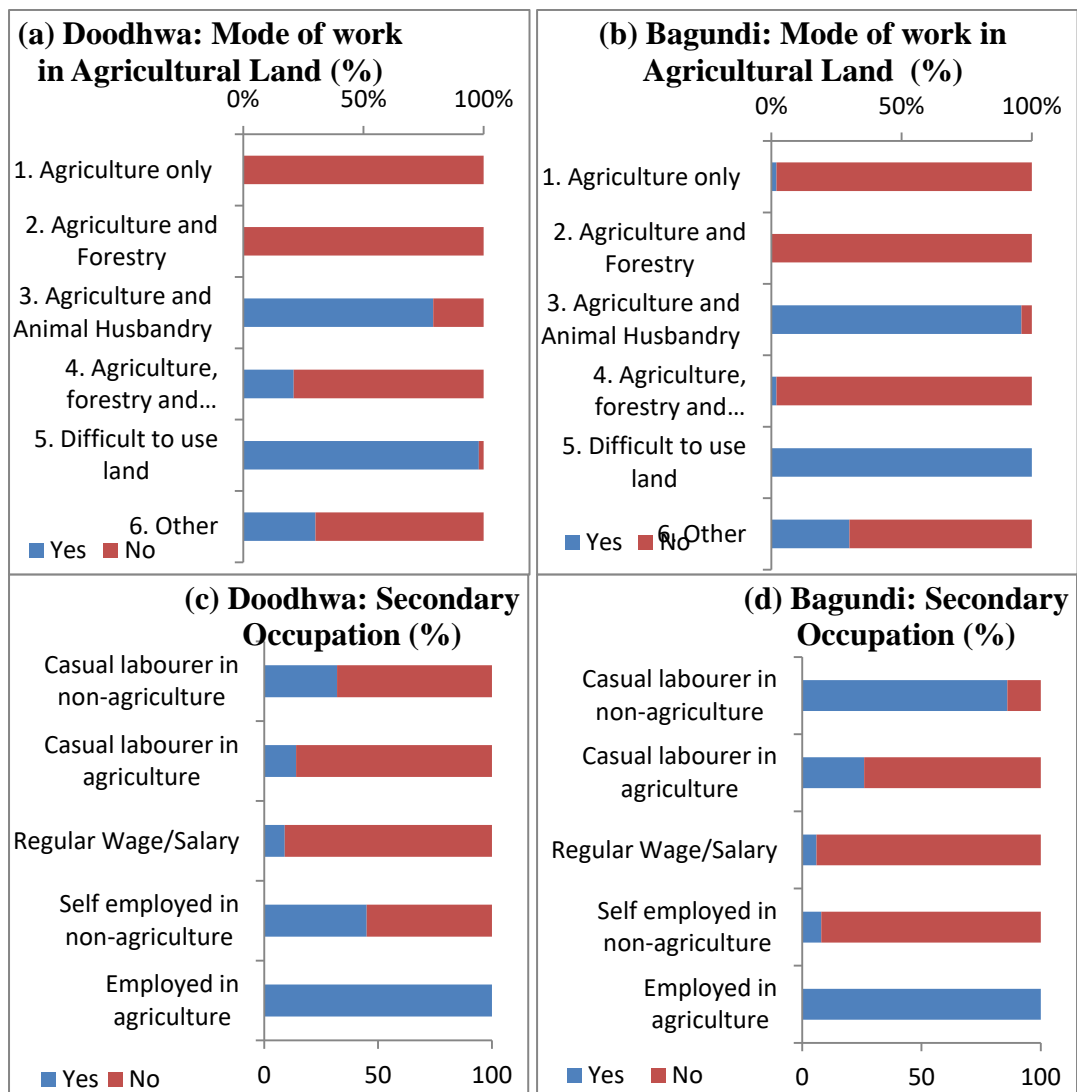 (a) Doodhwa: Mode of work
in Agricultural Land (%)
0% 50% 100%
1. Agriculture only
2. Agriculture and
Forestry
3. Agriculture and
Animal Husbandry
4. Agriculture,
forestry and...
5. Difficult to use
land
6. Other
Yes No
(b) Bagundi: Mode of work in
Agricultural Land (%)
0% 50% 100%
1. Agriculture only
2. Agriculture and
Forestry
3. Agriculture and
Animal Husbandry
4. Agriculture,
forestry and...
5. Difficult to use
land
6. Other
Yes No
(c) Doodhwa: Secondary
Occupation (%)
Casual labourer in
non-agriculture
Casual labourer in
agriculture
Regular Wage/Salary
Self employed in
non-agriculture
Employed in
agriculture
Yes No
0 50 100
(d) Bagundi: Secondary
Occupation (%)
Casual labourer in
non-agriculture
Casual labourer in
agriculture
Regular Wage/Salary
Self employed in
non-agriculture
Employed in
agriculture
Yes No
0 50 100